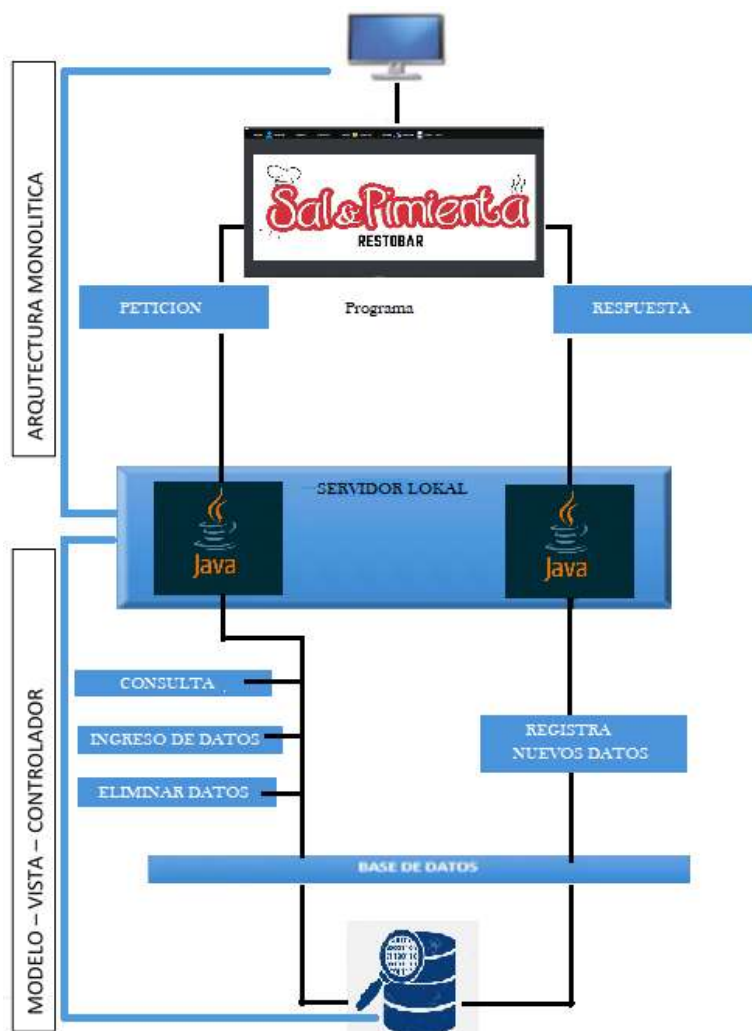 ARQUTECTURA MONOLITICA
Sal&Pimienta
RESTOBAR
PETICION
Programa
RESPUESTA
SERVIDOR LOKAL
Java
Java
MODELO – VISTA – CONTROLADOR
CONSULTA
INGRESO DE DATOS
ELIMINAR DATOS
REGISTRA
NUEVOS DATOS
BASE DE DATOS